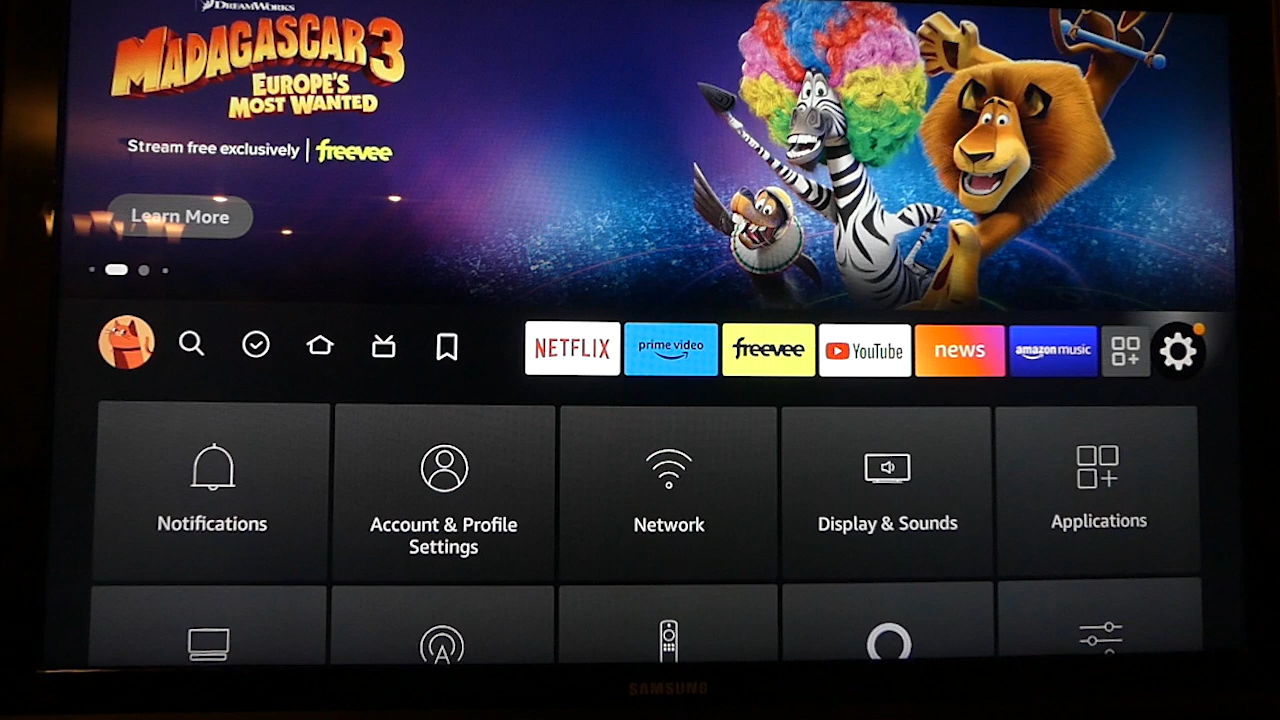 DREAMWORKS
MADAGASCAR 3
EUROPE'S
MOST WANTED
Stream free exclusively | freevee
Learn More
NETFLIX
prime video
freevee
YouTube
news
amazon music
Notifications
Account & Profile
Settings
Network
Display & Sounds
Applications
SAMSUNG